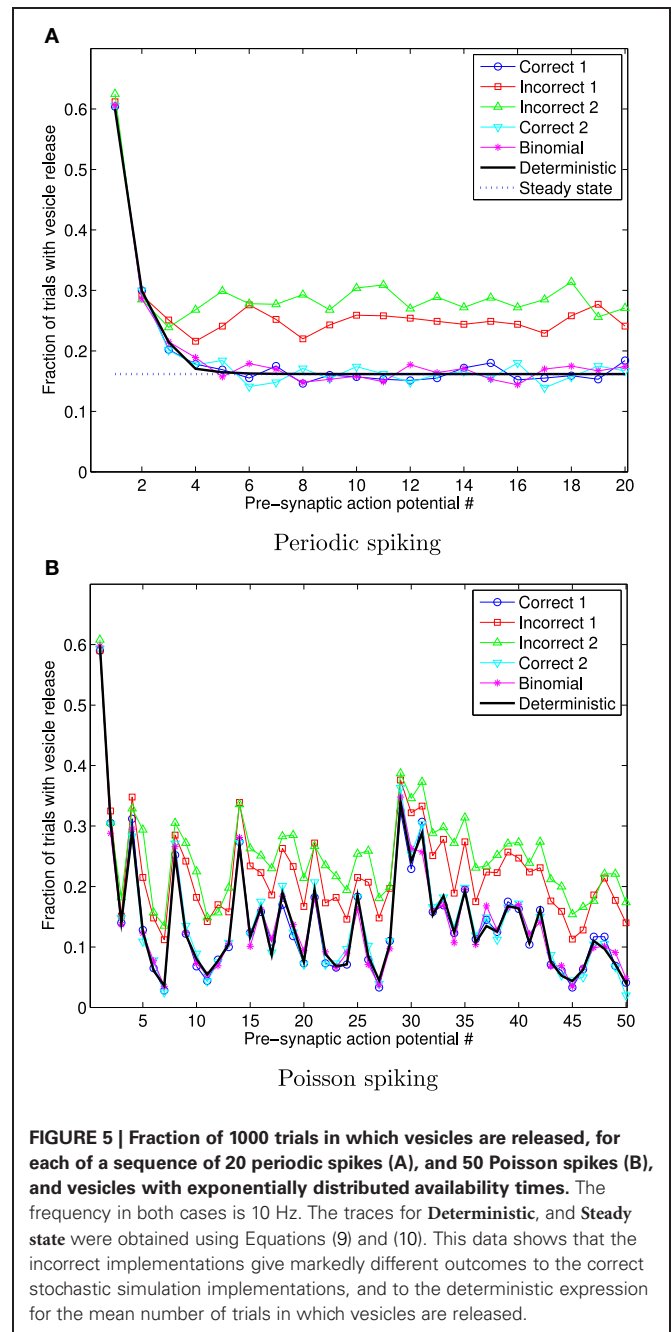 A
0.6
0.5
0.4
0.3
0.2
0.1
0
Fraction of trials with vesicle release
Correct 1
Incorrect 1
Incorrect 2
Correct 2
Binomial
Deterministic
Steady state
2 4 6 8 10 12 14 16 18 20
Pre−synaptic action potential #
Periodic spiking
B
0.6
0.5
0.4
0.3
0.2
0.1
0
Fraction of trials with vesicle release
Correct 1
Incorrect 1
Incorrect 2
Correct 2
Binomial
Deterministic
5 10 15 20 25 30 35 40 45 50
Pre−synaptic action potential #
Poisson spiking
FIGURE 5 | Fraction of 1000 trials in which vesicles are released, for
each of a sequence of 20 periodic spikes (A), and 50 Poisson spikes (B),
and vesicles with exponentially distributed availability times. The
frequency in both cases is 10 Hz. The traces for Deterministic, and Steady
state were obtained using Equations (9) and (10). This data shows that the
incorrect implementations give markedly different outcomes to the correct
stochastic simulation implementations, and to the deterministic expression
for the mean number of trials in which vesicles are released.